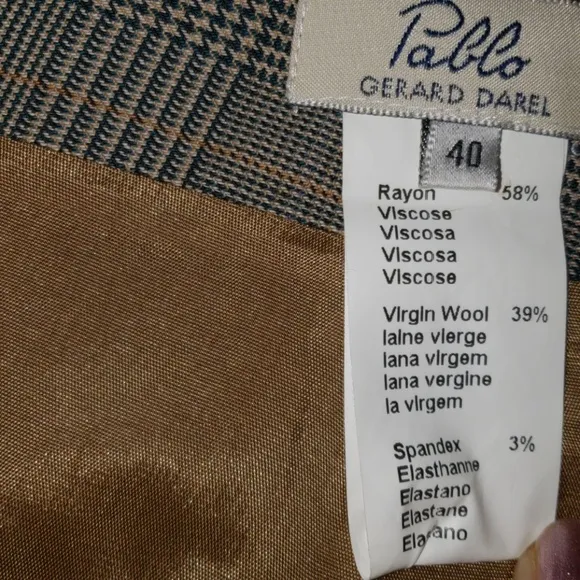 Pablo
GERARD DAREL
40
Rayon 58%
Viscose
Viscosa
Viscosa
Viscose
Virgin Wool 39%
laine vierge
lana virgem
lana vergine
la virgem
Spandex 3%
Elasthanne
Elastano
Elastane